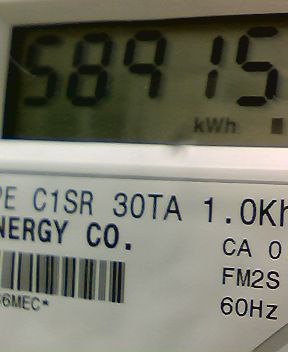 58915
kWh
PE C1SR 30TA 1.0Kh
NERGY CO.
CA 0
FM2S
6MEC*
60Hz